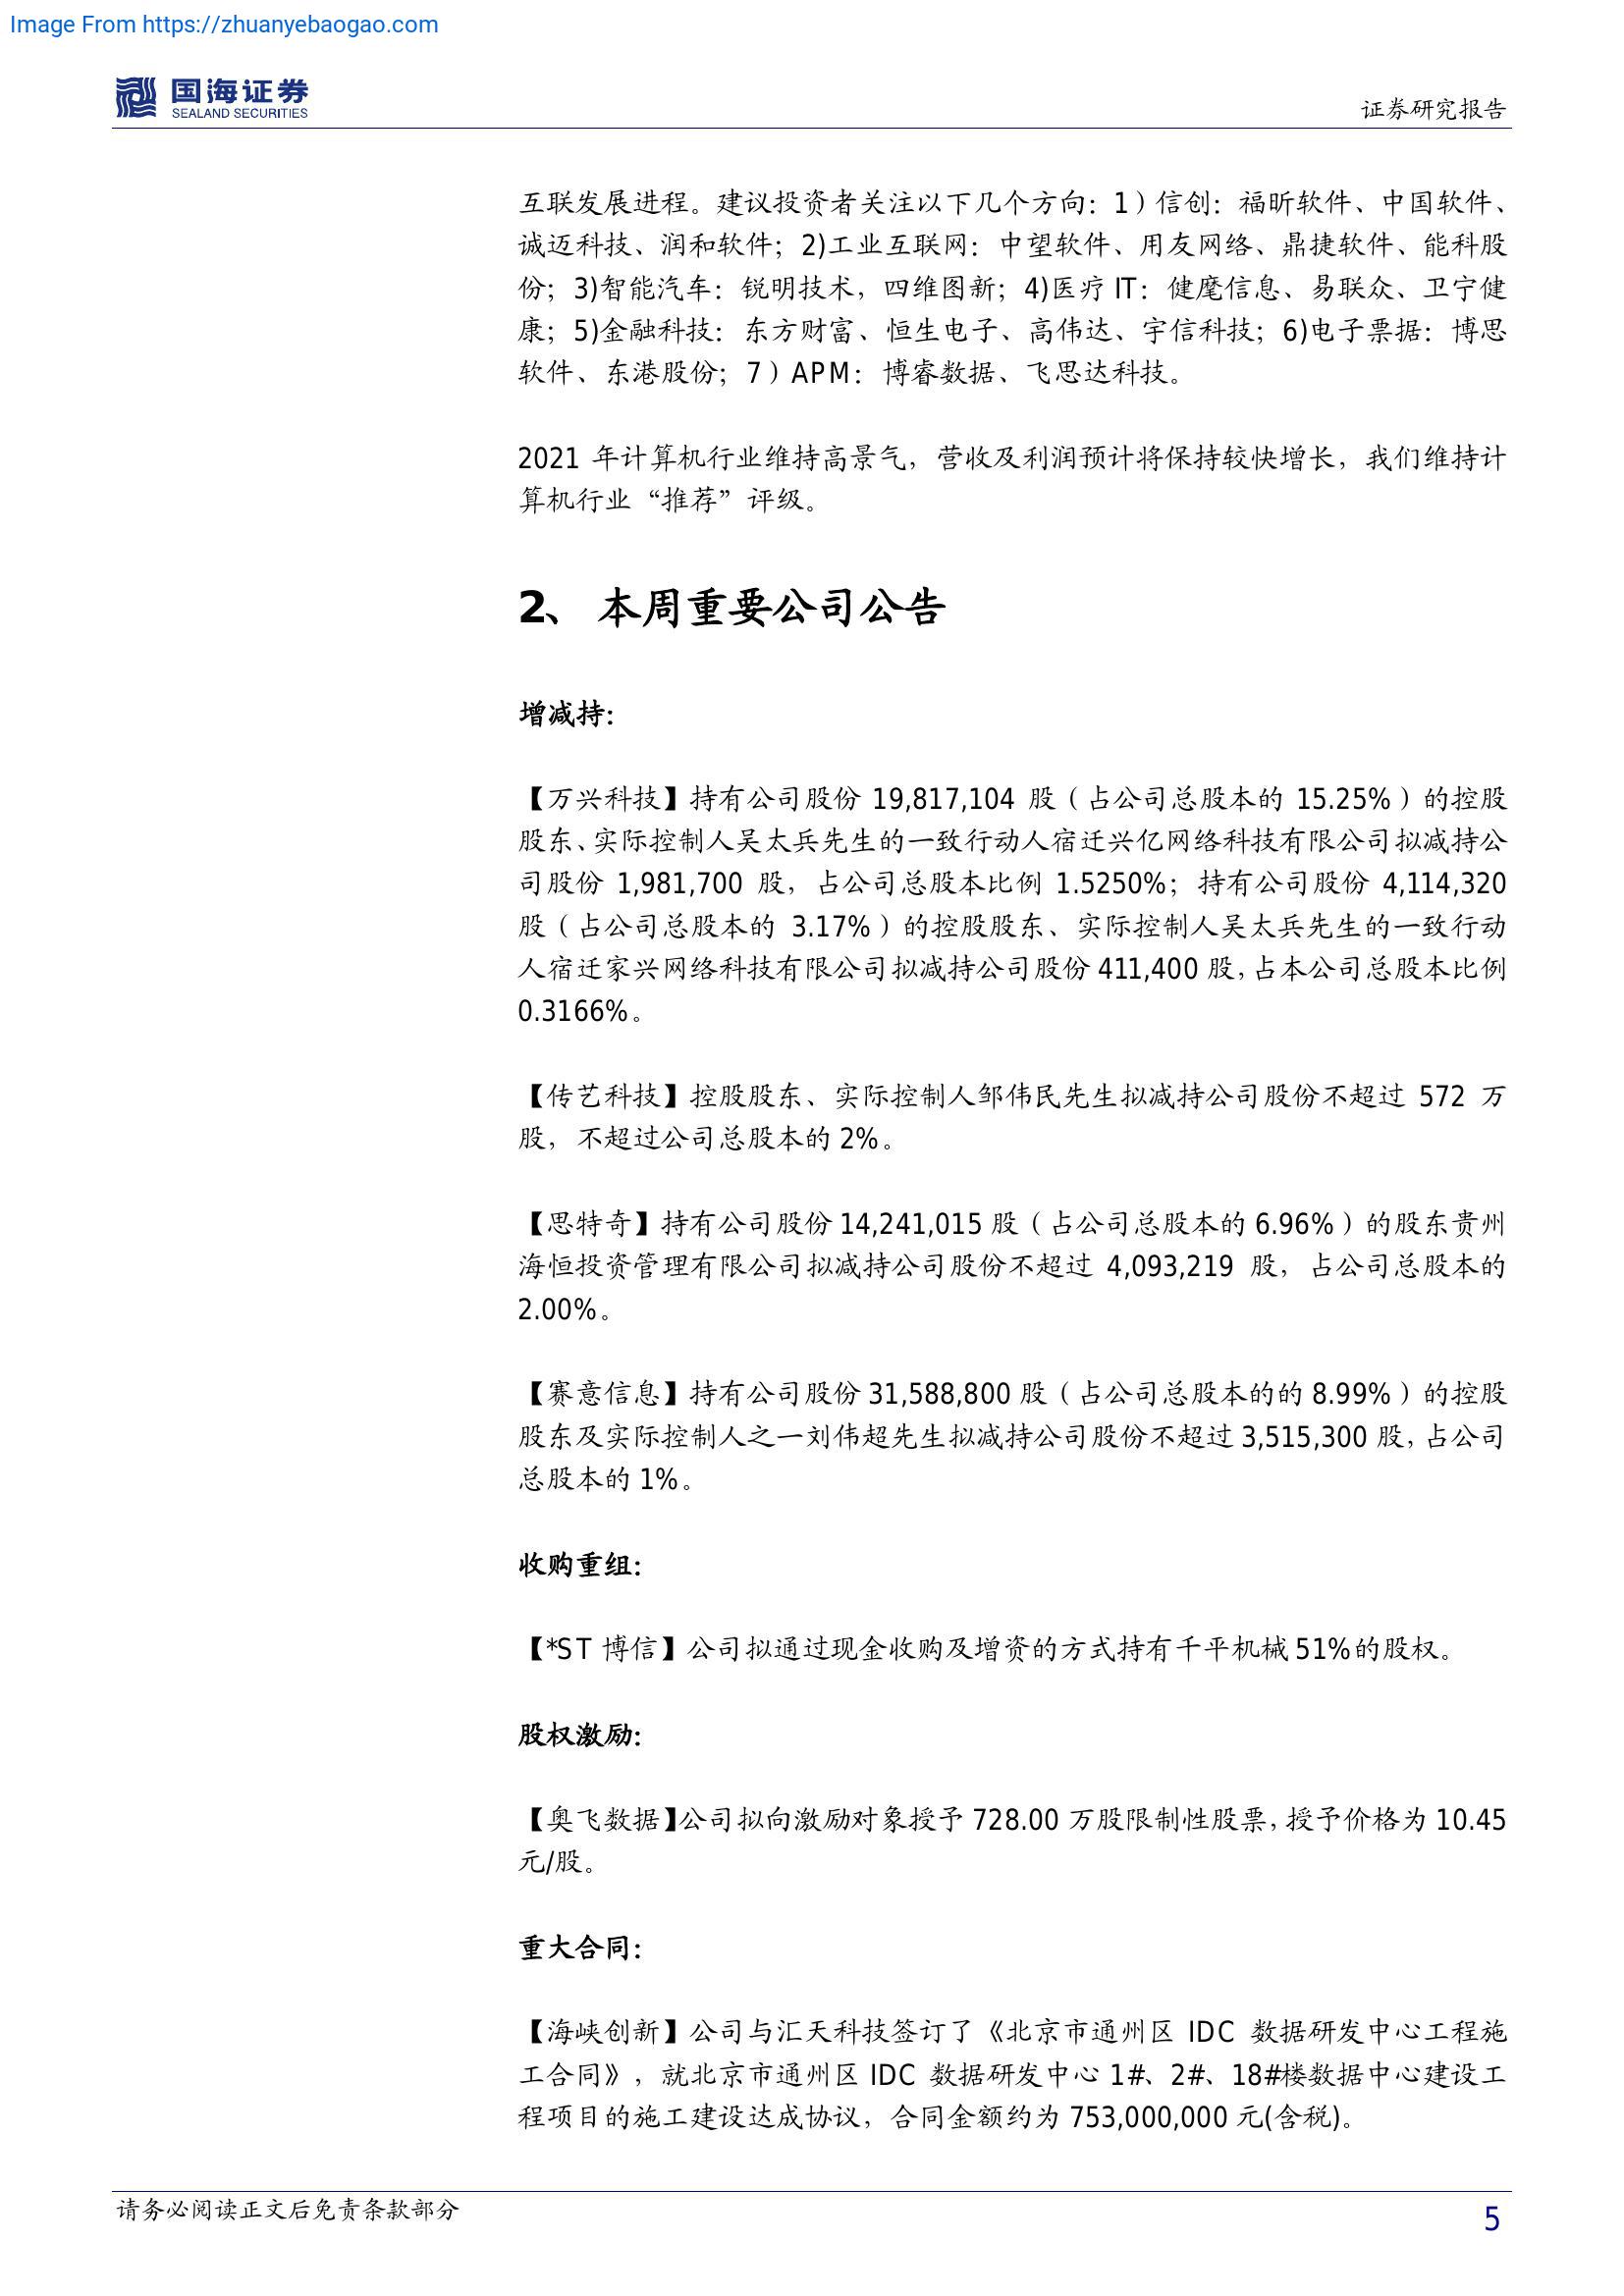 Image From https://zhuanyebaogao.com
国海证券
SEALAND SECURITIES
证券研究报告
互联发展进程。建议投资者关注以下几个方向：1）信创：福昕软件、中国软件、
诚迈科技、润和软件；2)工业互联网：中望软件、用友网络、鼎捷软件、能科股
份；3)智能汽车：锐明技术，四维图新；4)医疗 IT：健麾信息、易联众、卫宁健
康；5)金融科技：东方财富、恒生电子、高伟达、宇信科技；6)电子票据：博思
软件、东港股份；7）APM：博睿数据、飞思达科技。
2021 年计算机行业维持高景气，营收及利润预计将保持较快增长，我们维持计
算机行业“推荐”评级。
2、 本周重要公司公告
增减持：
【万兴科技】持有公司股份 19,817,104 股（占公司总股本的 15.25%）的控股
股东、实际控制人吴太兵先生的一致行动人宿迁兴亿网络科技有限公司拟减持公
司股份 1,981,700 股，占公司总股本比例 1.5250%；持有公司股份 4,114,320
股（占公司总股本的 3.17%）的控股股东、实际控制人吴太兵先生的一致行动
人宿迁家兴网络科技有限公司拟减持公司股份 411,400 股，占本公司总股本比例
0.3166%。
【传艺科技】控股股东、实际控制人邹伟民先生拟减持公司股份不超过 572 万
股，不超过公司总股本的 2%。
【思特奇】持有公司股份 14,241,015 股（占公司总股本的 6.96%）的股东贵州
海恒投资管理有限公司拟减持公司股份不超过 4,093,219 股，占公司总股本的
2.00%。
【赛意信息】持有公司股份 31,588,800 股（占公司总股本的的 8.99%）的控股
股东及实际控制人之一刘伟超先生拟减持公司股份不超过 3,515,300 股，占公司
总股本的 1%。
收购重组：
【*ST 博信】公司拟通过现金收购及增资的方式持有千平机械 51%的股权。
股权激励：
【奥飞数据】公司拟向激励对象授予 728.00 万股限制性股票，授予价格为 10.45
元/股。
重大合同：
【海峡创新】公司与汇天科技签订了《北京市通州区 IDC 数据研发中心工程施
工合同》，就北京市通州区 IDC 数据研发中心 1#、2#、18#楼数据中心建设工
程项目的施工建设达成协议，合同金额约为 753,000,000 元(含税)。
请务必阅读正文后免责条款部分
5